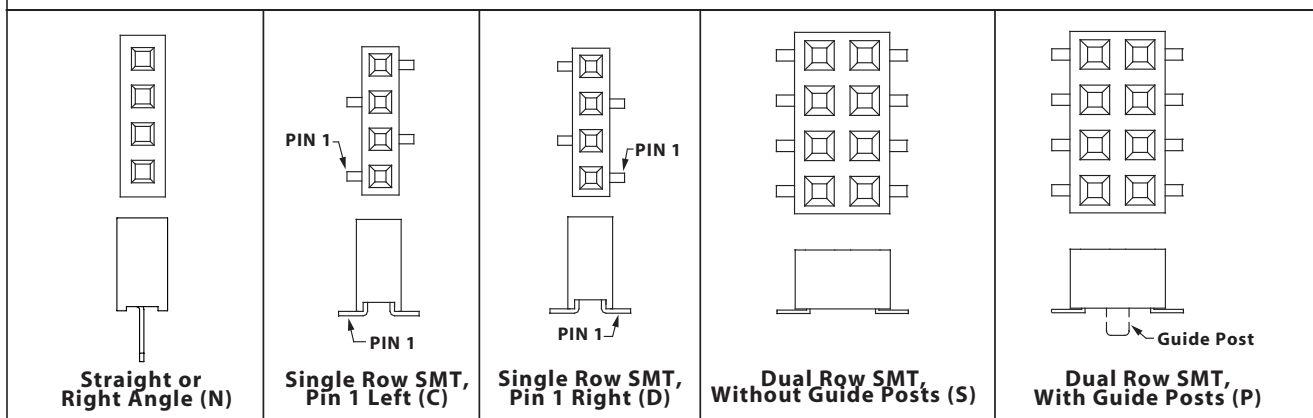 PIN 1
PIN 1
PIN 1
PIN 1
Guide Post
Straight or
Right Angle (N)
Single Row SMT,
Pin 1 Left (C)
Single Row SMT,
Pin 1 Right (D)
Dual Row SMT,
Without Guide Posts (S)
Dual Row SMT,
With Guide Posts (P)